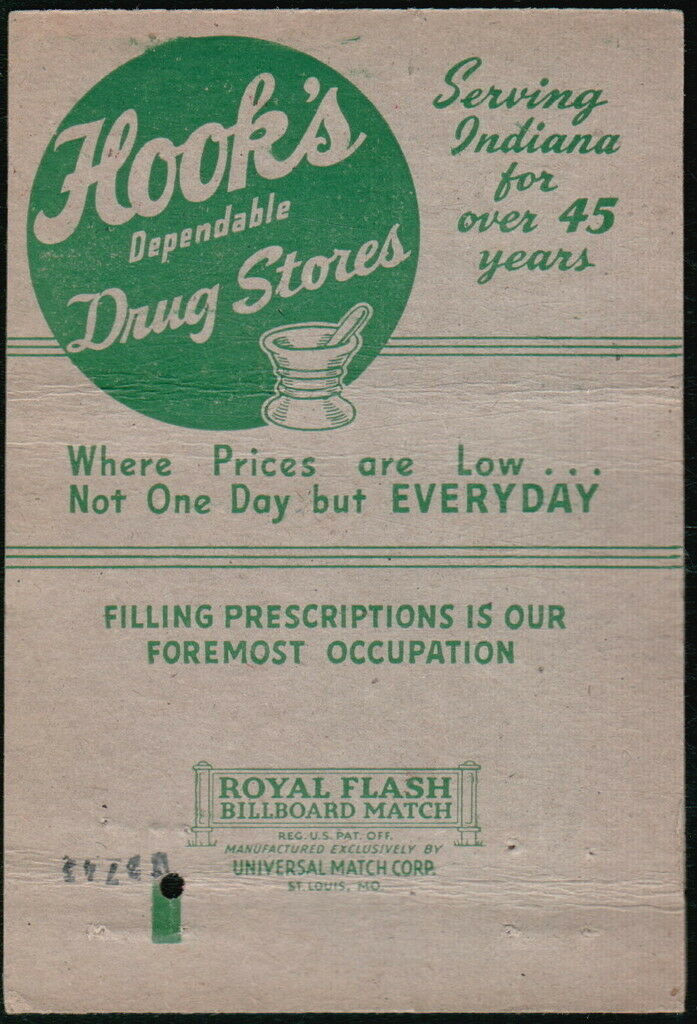 Hook's
Dependable
Drug Stores
Serving
Indiana
for
over 45
years
Where Prices are Low . . .
Not One Day but EVERYDAY
FILLING PRESCRIPTIONS IS OUR
FOREMOST OCCUPATION
ROYAL FLASH
BILLBOARD MATCH
REG. U.S. PAT. OFF.
MANUFACTURED EXCLUSIVELY BY
UNIVERSAL MATCH CORP.
ST. LOUIS, MO.